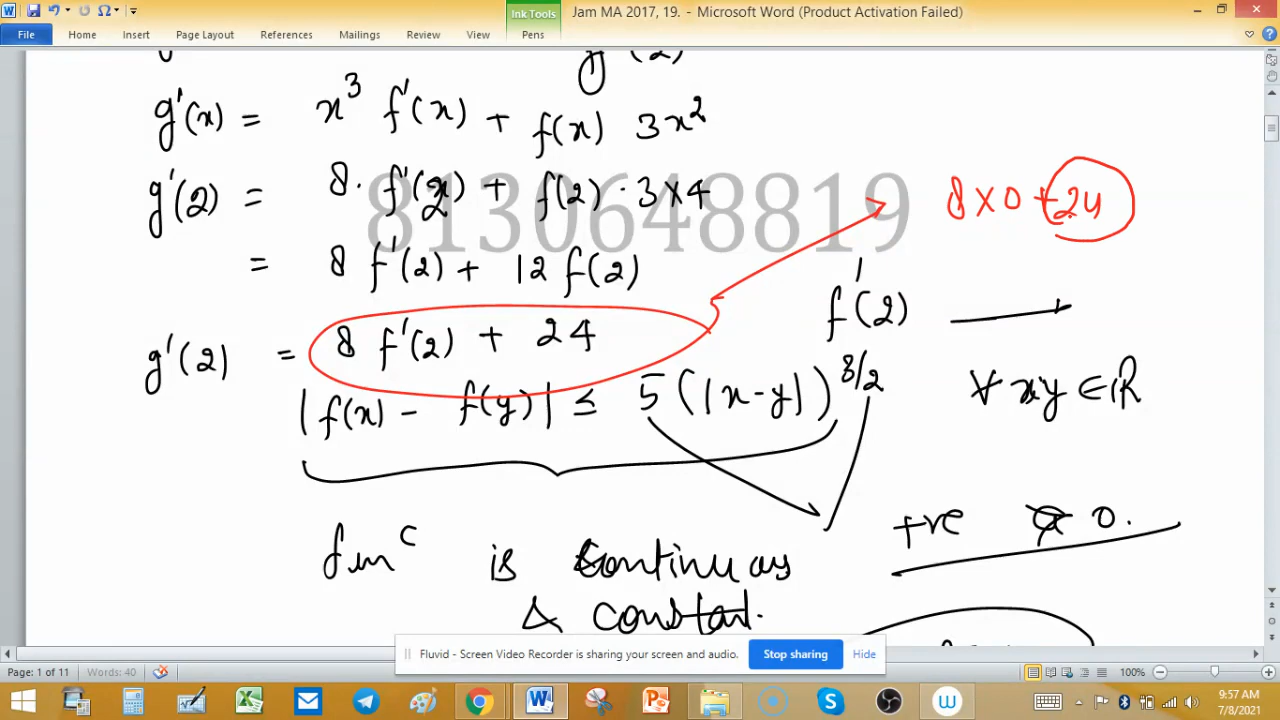 Jam MA 2017, 19. - Microsoft Word (Product Activation Failed)
Ink Tools
File Home Insert Page Layout References Mailings Review View Pens
g'(2)
g'(x) = x³ f'(x) + f(x) 3x²
g'(2) = 8· f'(2) + f(2) · 3×4
8130648819
8×0+24
= 8 f'(2) + 12 f(2)
f'(2)
g'(2) = 8 f'(2) + 24
|f(x) - f(y)| ≤ 5(|x-y|)^3/2 ∀ xy ∈ R
+ve 0.
func is continuous
& constant.
Fluvid - Screen Video Recorder is sharing your screen and audio. Stop sharing Hide
Page: 1 of 11 Words: 40 100%
9:57 AM
7/8/2021